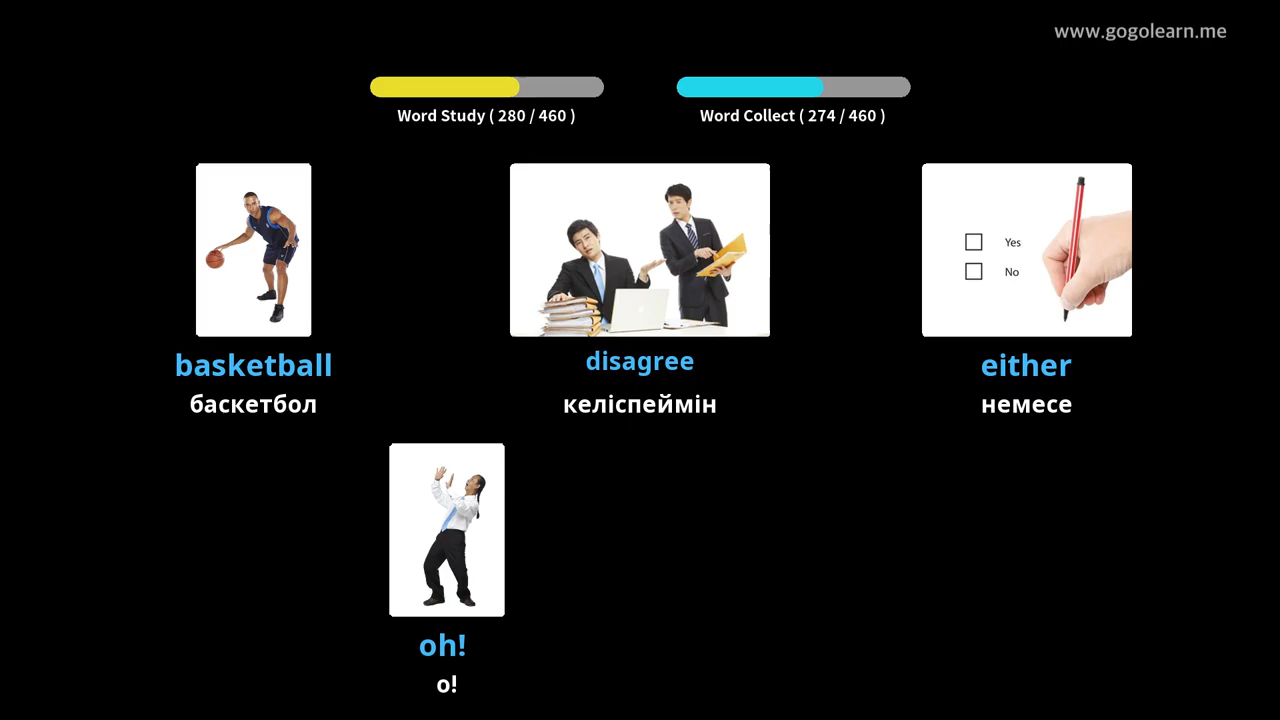 www.gogolearn.me
Word Study ( 280 / 460 )
Word Collect ( 274 / 460 )
Yes
No
basketball
disagree
either
баскетбол
келіспеймін
немесе
oh!
о!